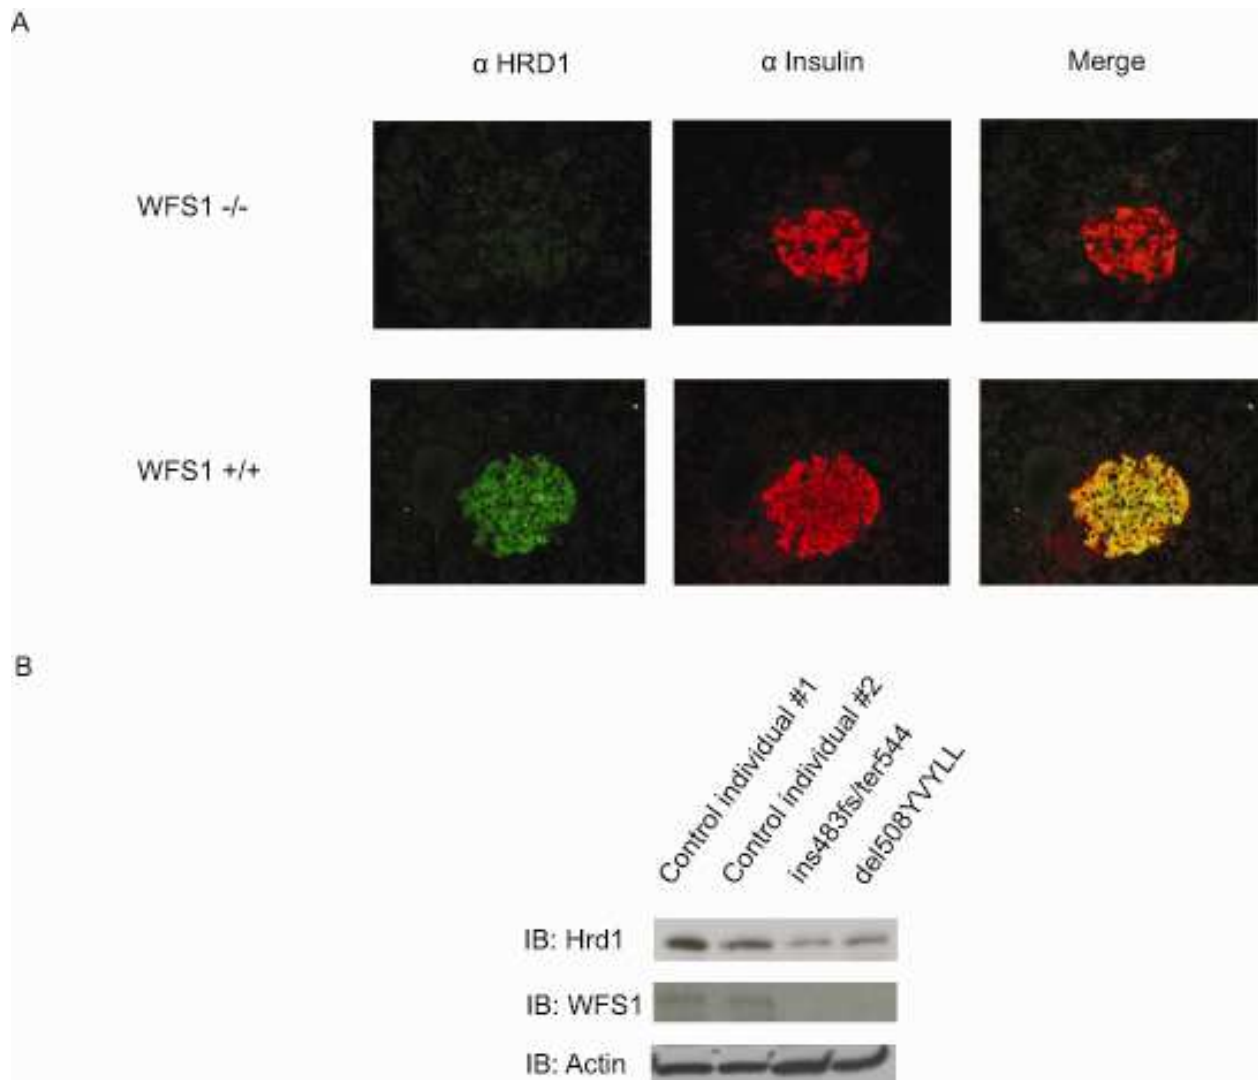 A
α HRD1 α Insulin Merge
WFS1 -/-
WFS1 +/+
B
Control individual #1
Control individual #2
ins483fs/ter544
del508YVYLL
IB: Hrd1
IB: WFS1
IB: Actin